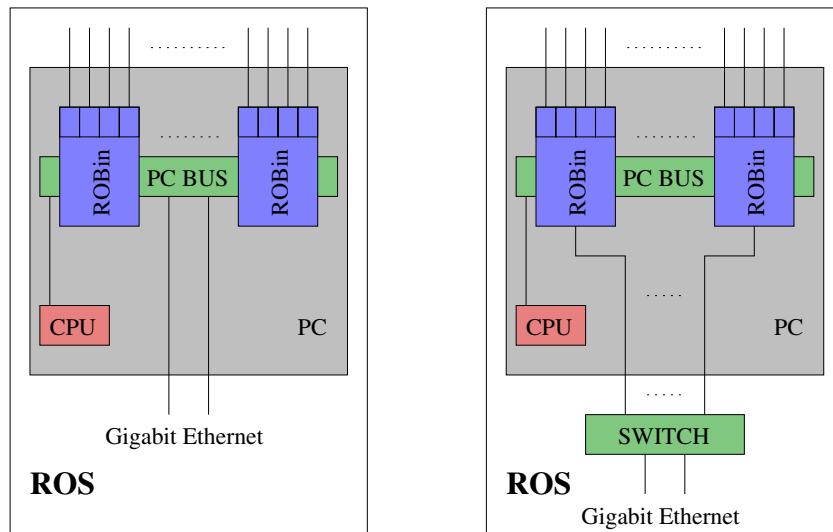 ROBin
PC BUS
ROBin
CPU
PC
Gigabit Ethernet
ROS
ROBin
PC BUS
ROBin
CPU
PC
SWITCH
ROS
Gigabit Ethernet